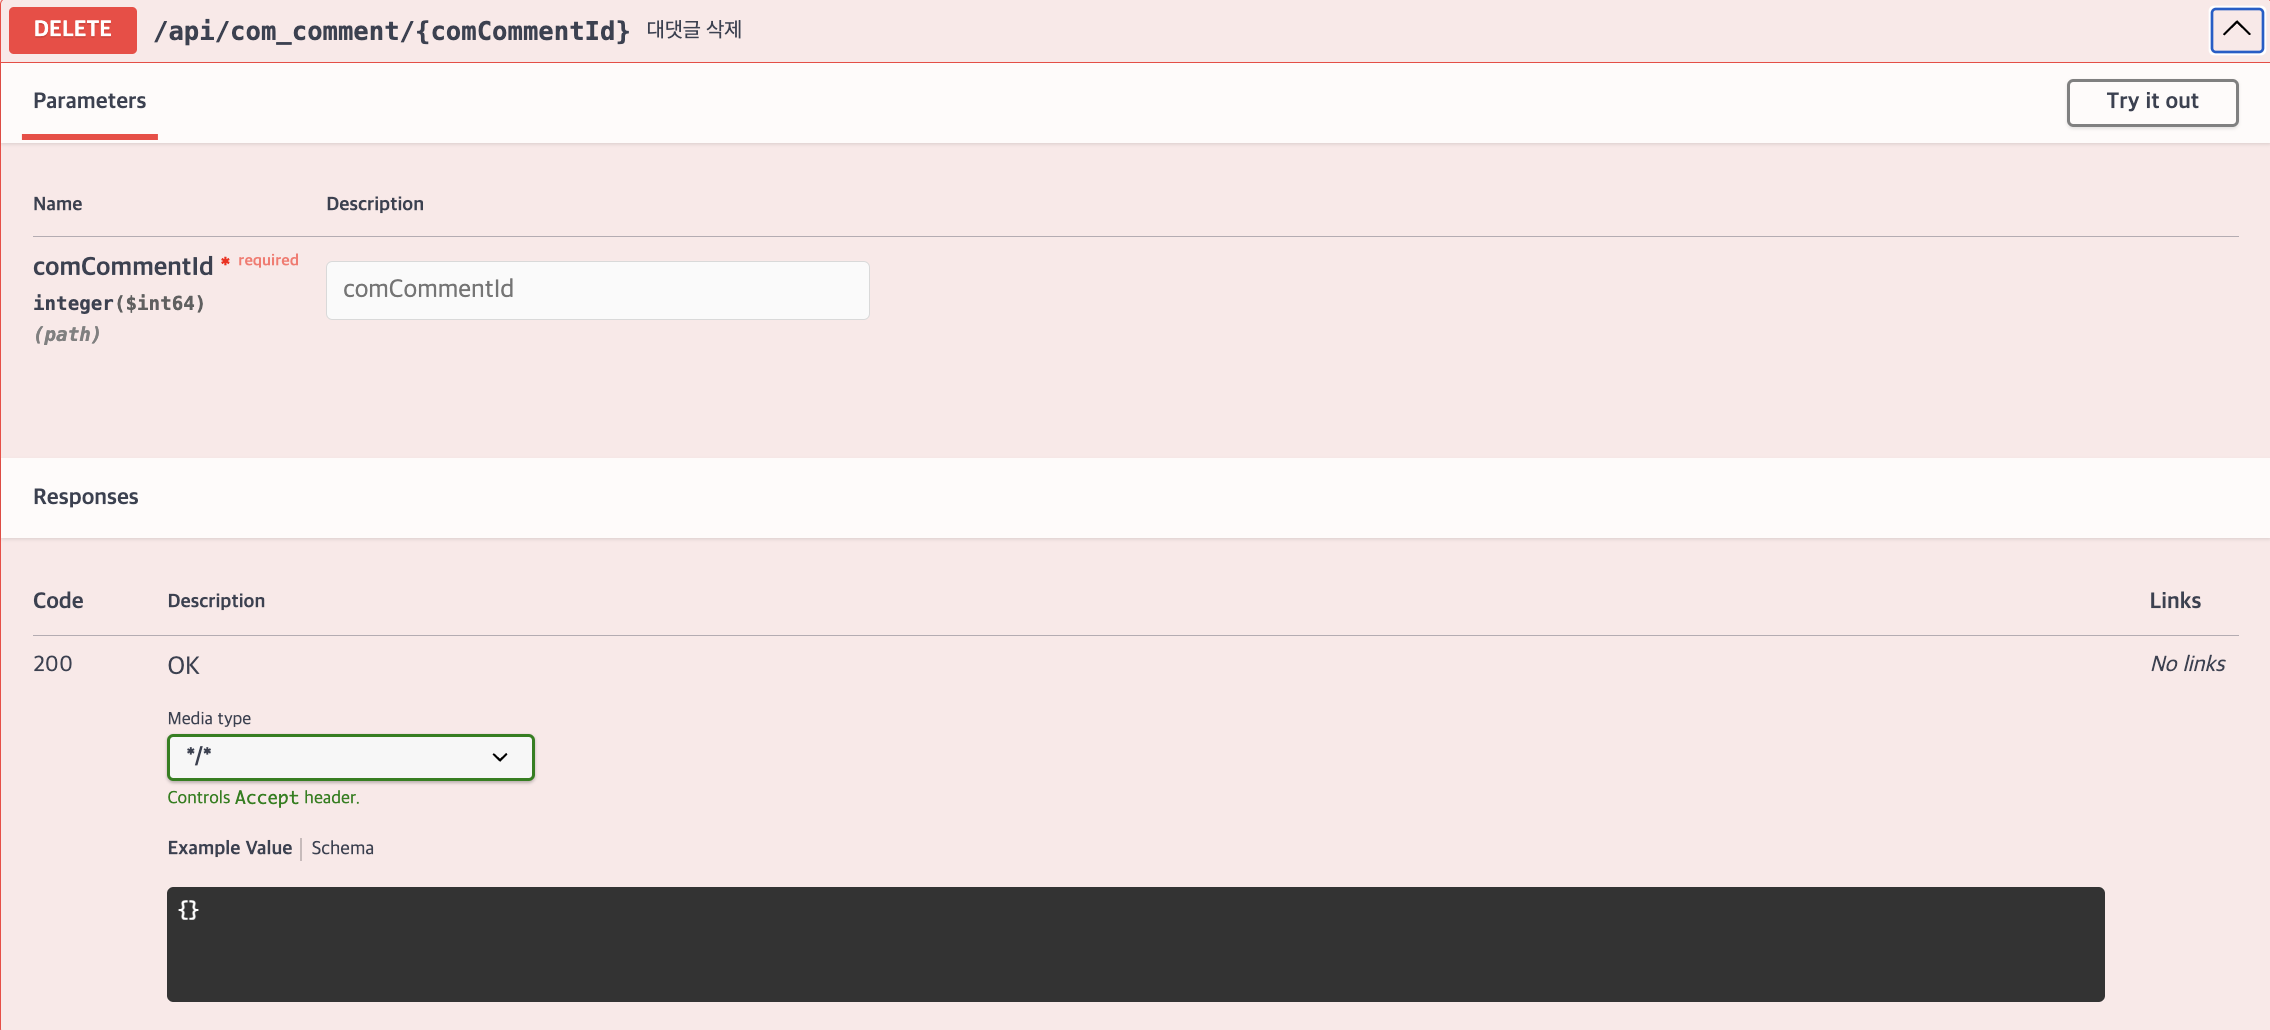 DELETE /api/com_comment/{comCommentId} 대댓글 삭제
Parameters
Try it out
Name Description
comCommentId * required
integer($int64)
(path)
comCommentId
Responses
Code Description Links
200 OK No links
Media type
*/*
Controls Accept header.
Example Value | Schema
{}